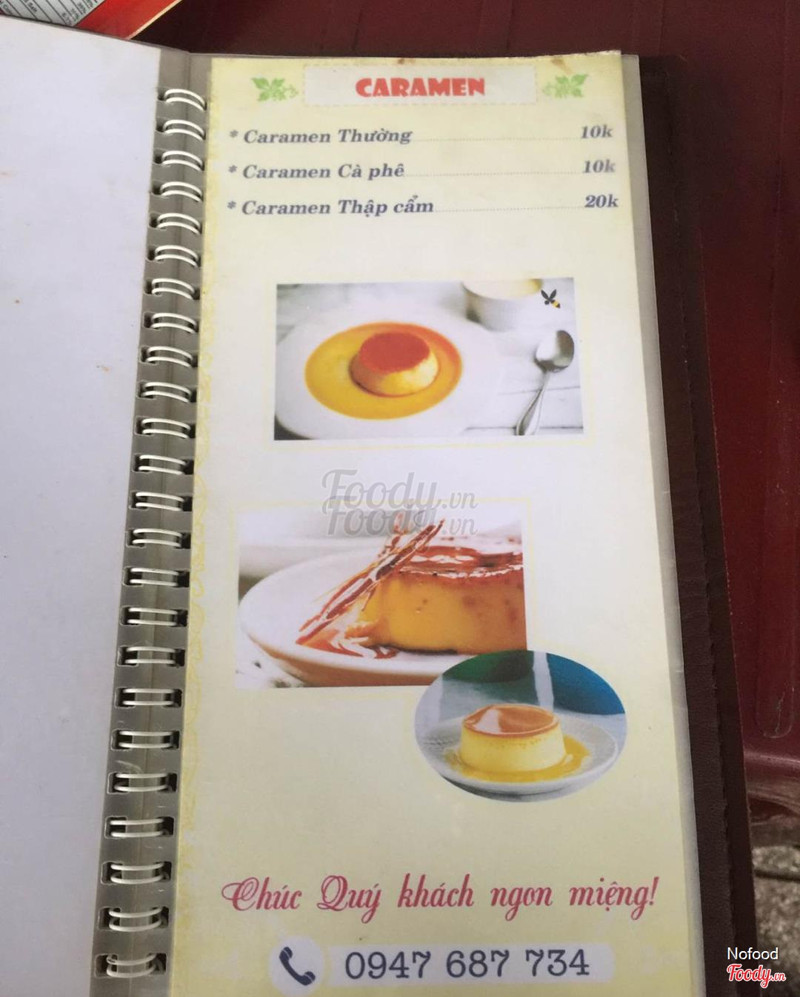 CARAMEN
* Caramen Thường 10k
* Caramen Cà phê 10k
* Caramen Thập cẩm 20k
Foody.vn
Foody.vn
Chúc Quý khách ngon miệng!
0947 687 734
Nofood
Foody.vn